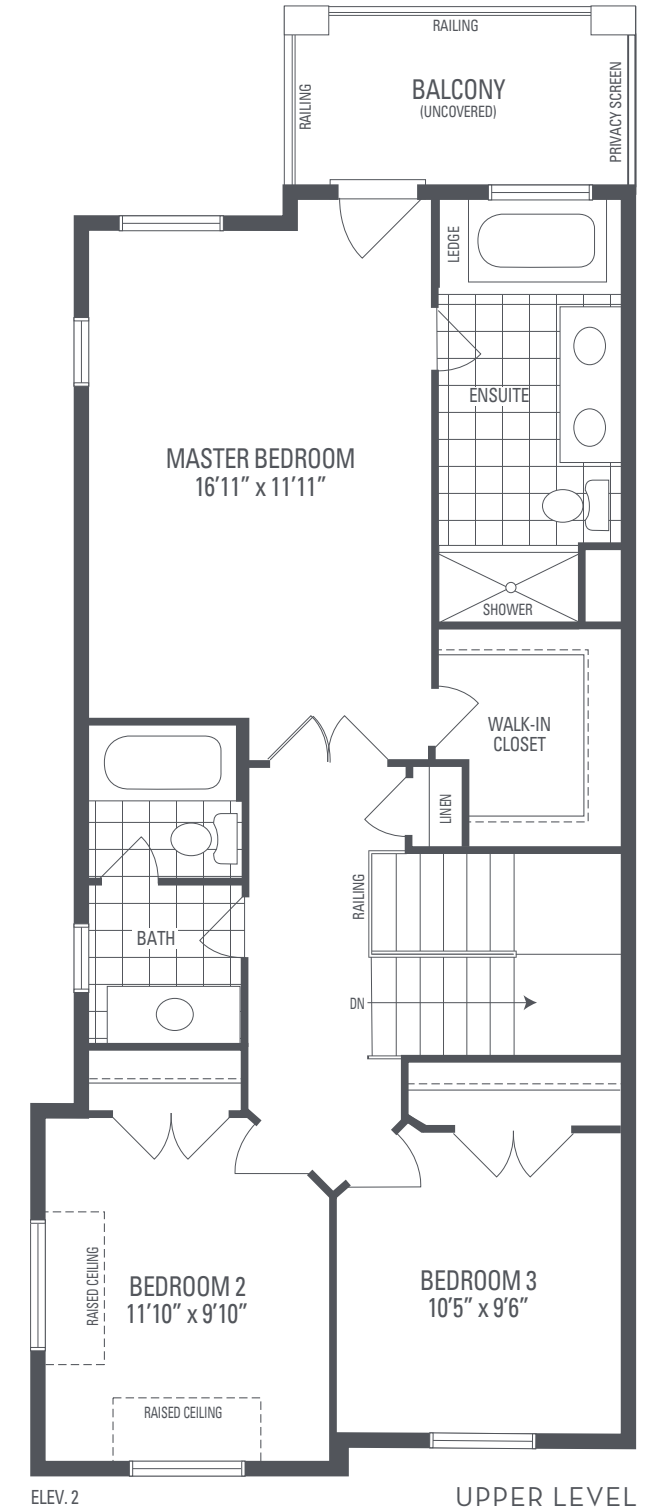 RAILING
RAILING
BALCONY
(UNCOVERED)
PRIVACY SCREEN
LEDGE
ENSUITE
MASTER BEDROOM
16'11" x 11'11"
SHOWER
WALK-IN
CLOSET
LINEN
RAILING
BATH
DN
RAISED CEILING
BEDROOM 2
11'10" x 9'10"
BEDROOM 3
10'5" x 9'6"
RAISED CEILING
ELEV. 2
UPPER LEVEL